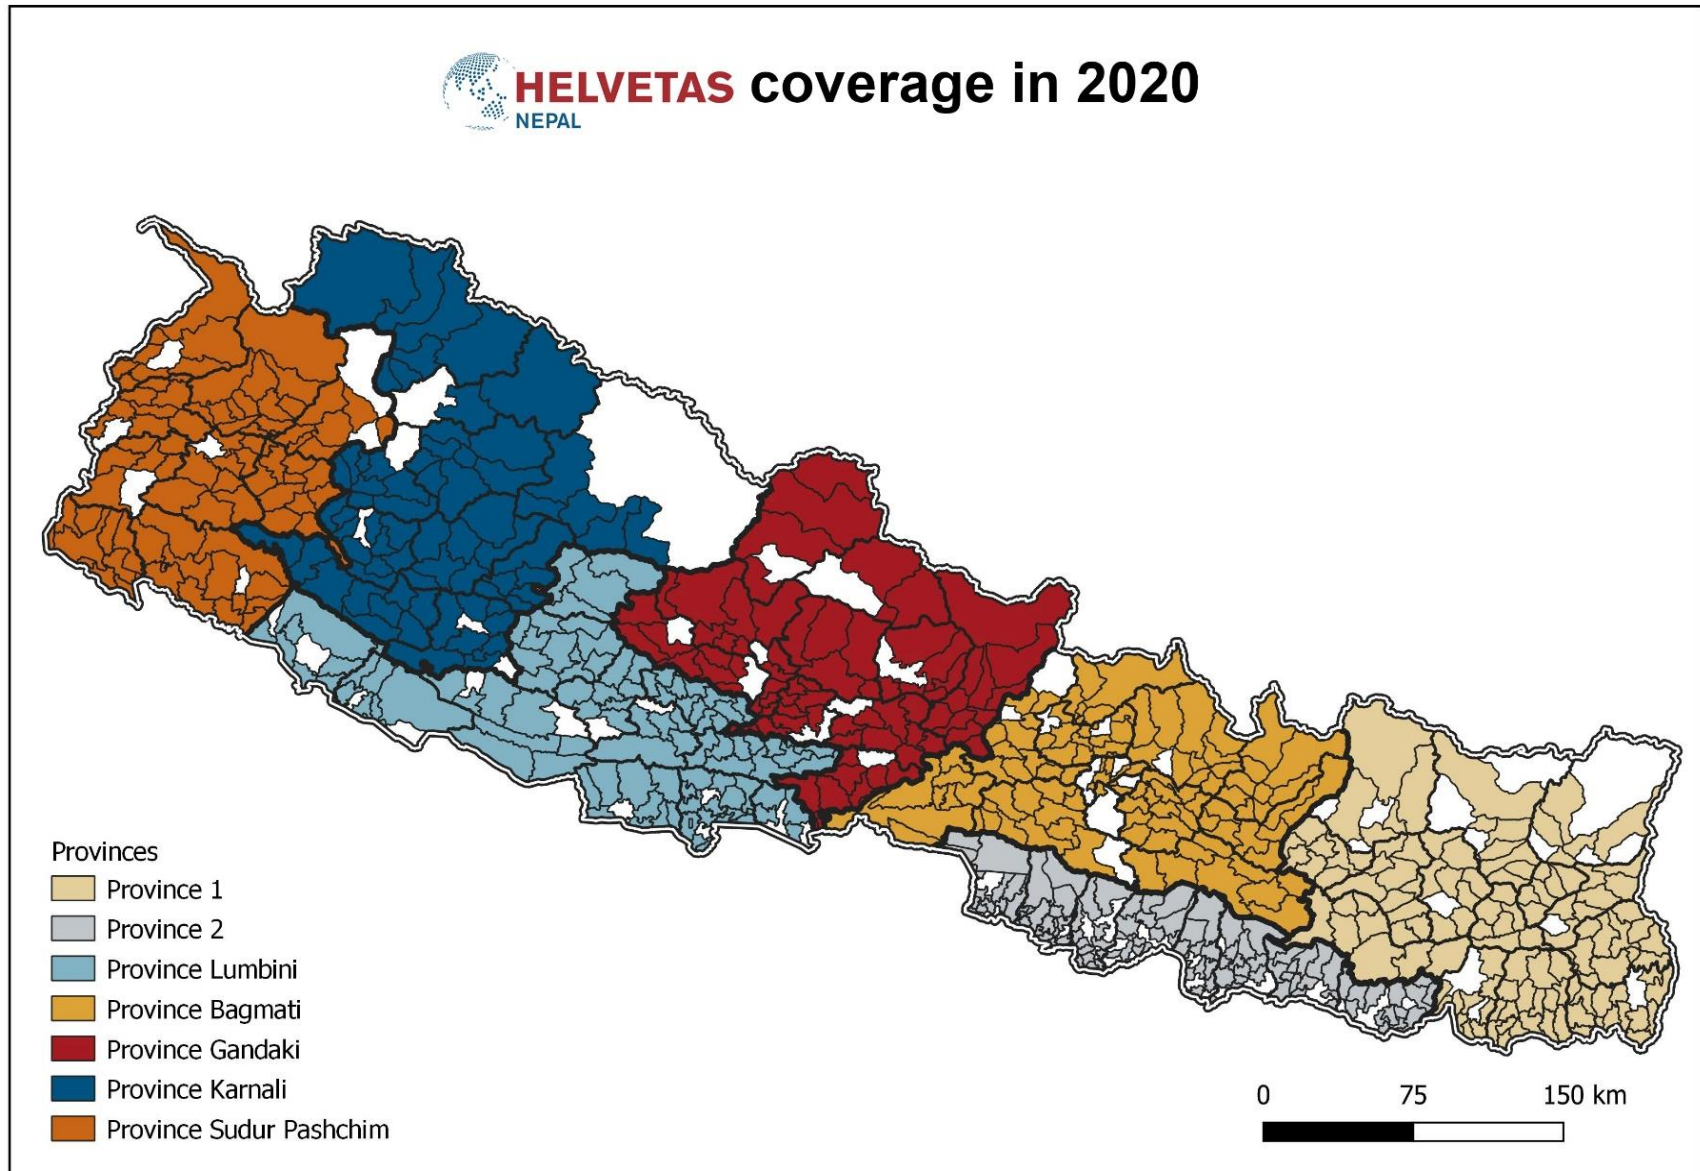 HELVETAS coverage in 2020
NEPAL
Provinces
Province 1
Province 2
Province Lumbini
Province Bagmati
Province Gandaki
Province Karnali
Province Sudur Pashchim
0 75 150 km